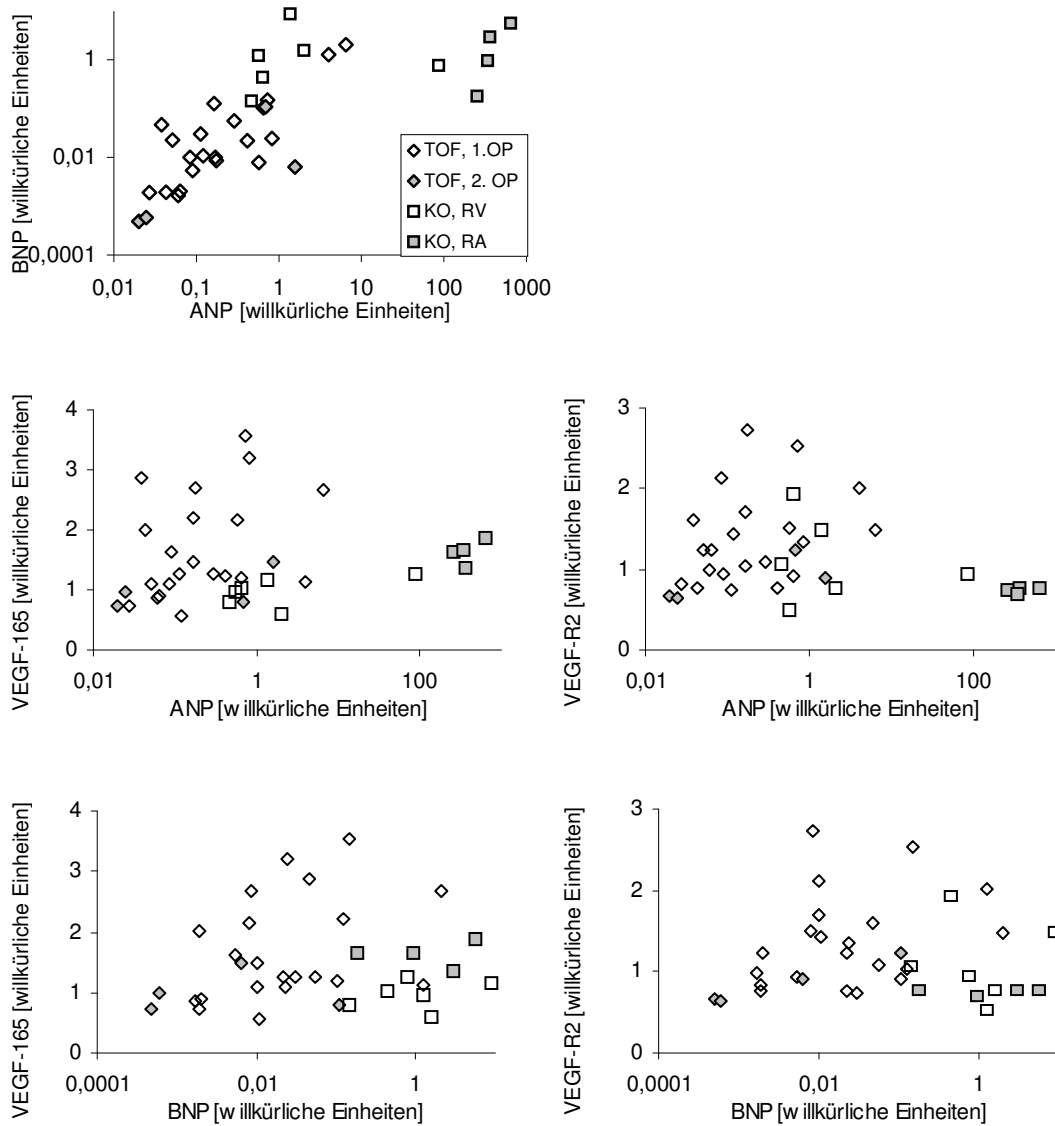 BNP [willkürliche Einheiten]
1
0,01
0,0001
TOF, 1.OP
TOF, 2. OP
KO, RV
KO, RA
0,01 0,1 1 10 100 1000
ANP [willkürliche Einheiten]
VEGF-165 [willkürliche Einheiten]
4
3
2
1
0
0,01 1 100
ANP [w illkürliche Einheiten]
VEGF-R2 [willkürliche Einheiten]
3
2
1
0
0,01 1 100
ANP [w illkürliche Einheiten]
VEGF-165 [willkürliche Einheiten]
4
3
2
1
0
0,0001 0,01 1
BNP [w illkürliche Einheiten]
VEGF-R2 [willkürliche Einheiten]
3
2
1
0
0,0001 0,01 1
BNP [w illkürliche Einheiten]